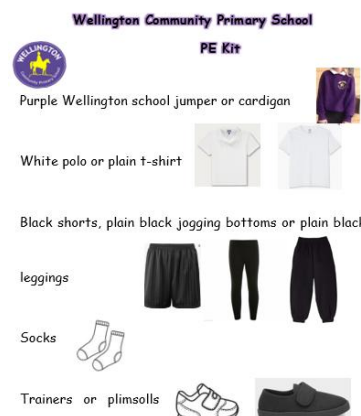 Wellington Community Primary School
PE Kit
WELLINGTON
Purple Wellington school jumper or cardigan
White polo or plain t-shirt
Black shorts, plain black jogging bottoms or plain black
leggings
Socks
Trainers or plimsolls